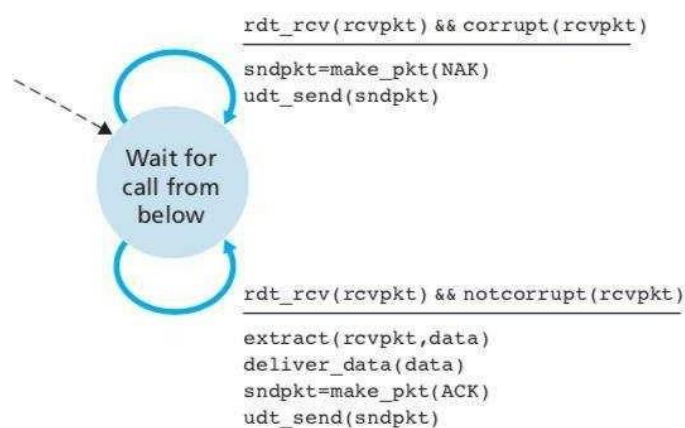 rdt_rcv(rcvpkt) && corrupt(rcvpkt)
sndpkt=make_pkt(NAK)
udt_send(sndpkt)
Wait for
call from
below
rdt_rcv(rcvpkt) && notcorrupt(rcvpkt)
extract(rcvpkt,data)
deliver_data(data)
sndpkt=make_pkt(ACK)
udt_send(sndpkt)